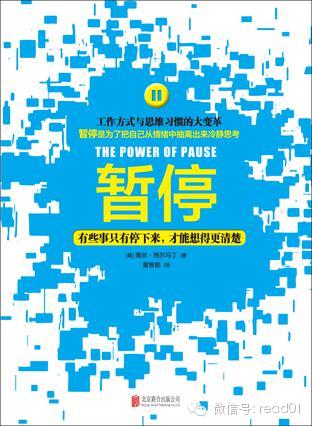 工作方式与思维习惯的大变革
暂停是为了把自己从情绪中抽离出来冷静思考
THE POWER OF PAUSE
暂停
有些事只有停下来，才能想得更清楚
[美] 南丝·格尔马丁 /著
黄维郁 /译
北京联合出版公司
微信号: read01